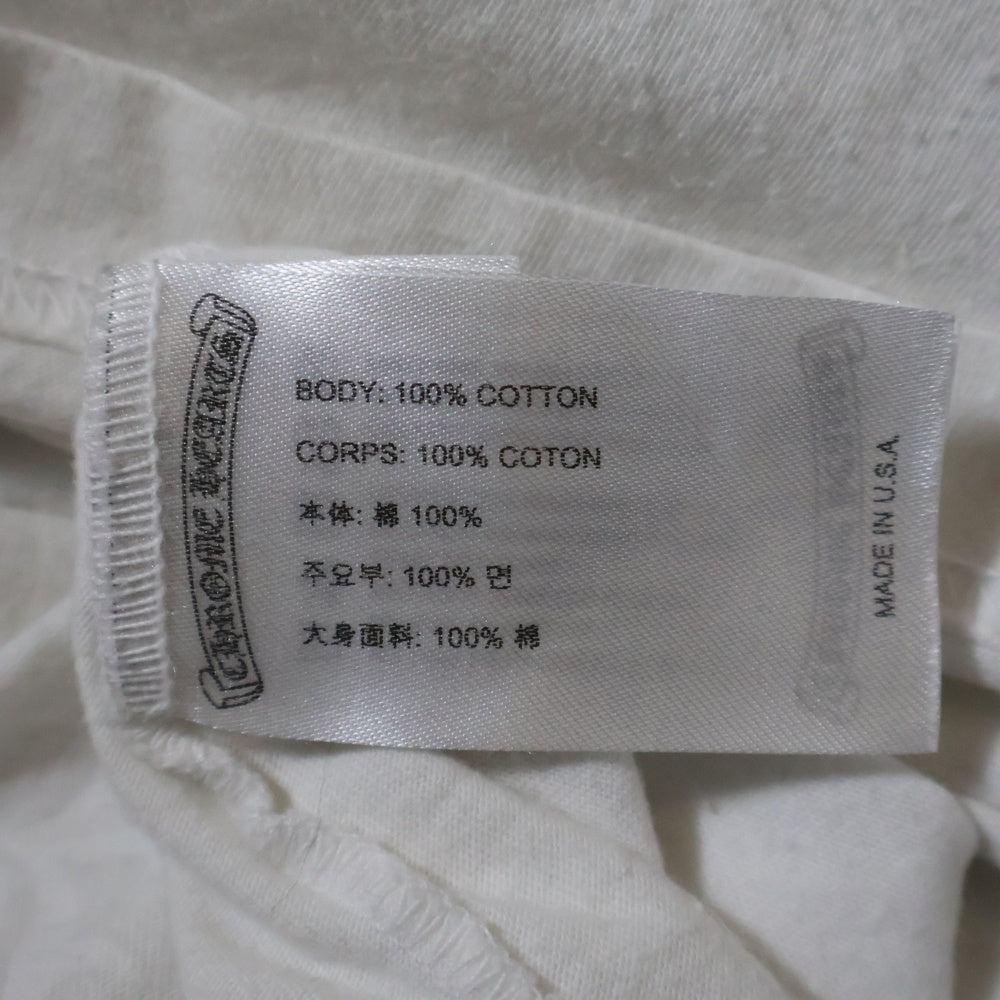 CHROME HEARTS
BODY: 100% COTTON
CORPS: 100% COTON
本体: 棉 100%
주요부: 100% 면
大身面料: 100% 棉
MADE IN U.S.A.